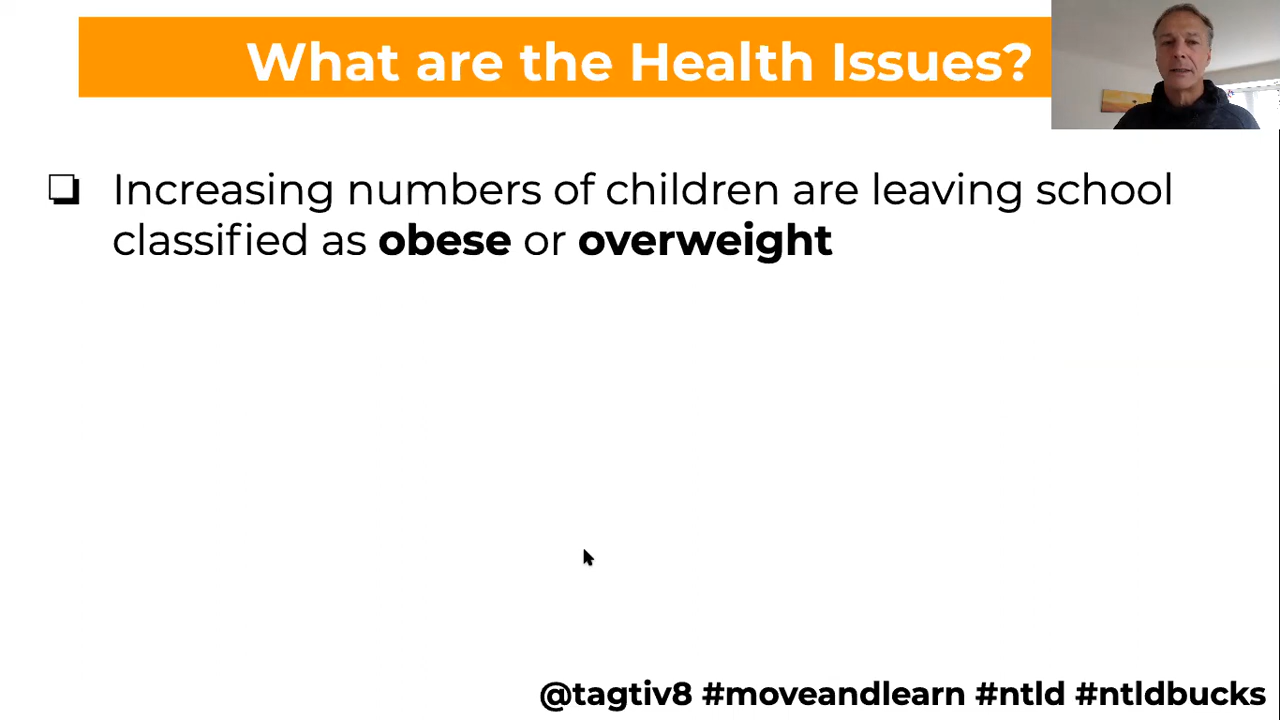 What are the Health Issues?
❏ Increasing numbers of children are leaving school
classified as obese or overweight
@tagtiv8 #moveandlearn #ntld #ntldbucks